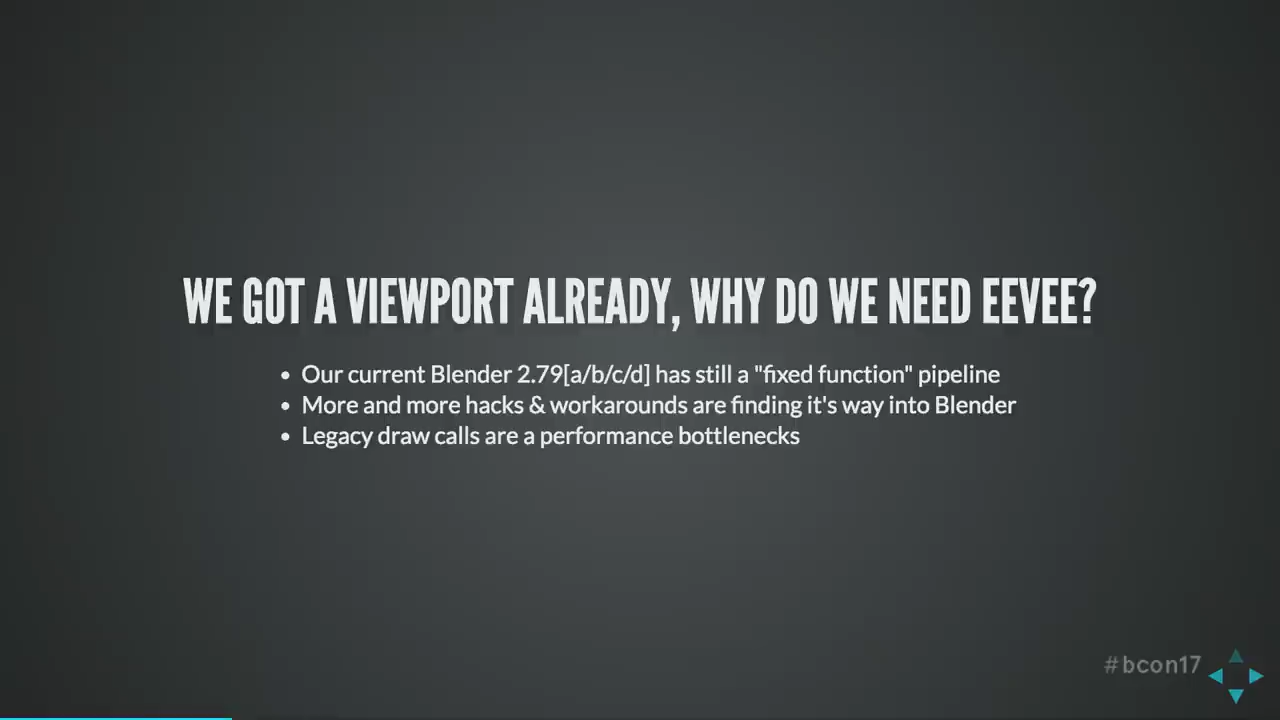 WE GOT A VIEWPORT ALREADY, WHY DO WE NEED EEVEE?
• Our current Blender 2.79[a/b/c/d] has still a "fixed function" pipeline
• More and more hacks & workarounds are finding it's way into Blender
• Legacy draw calls are a performance bottlenecks
#bcon17